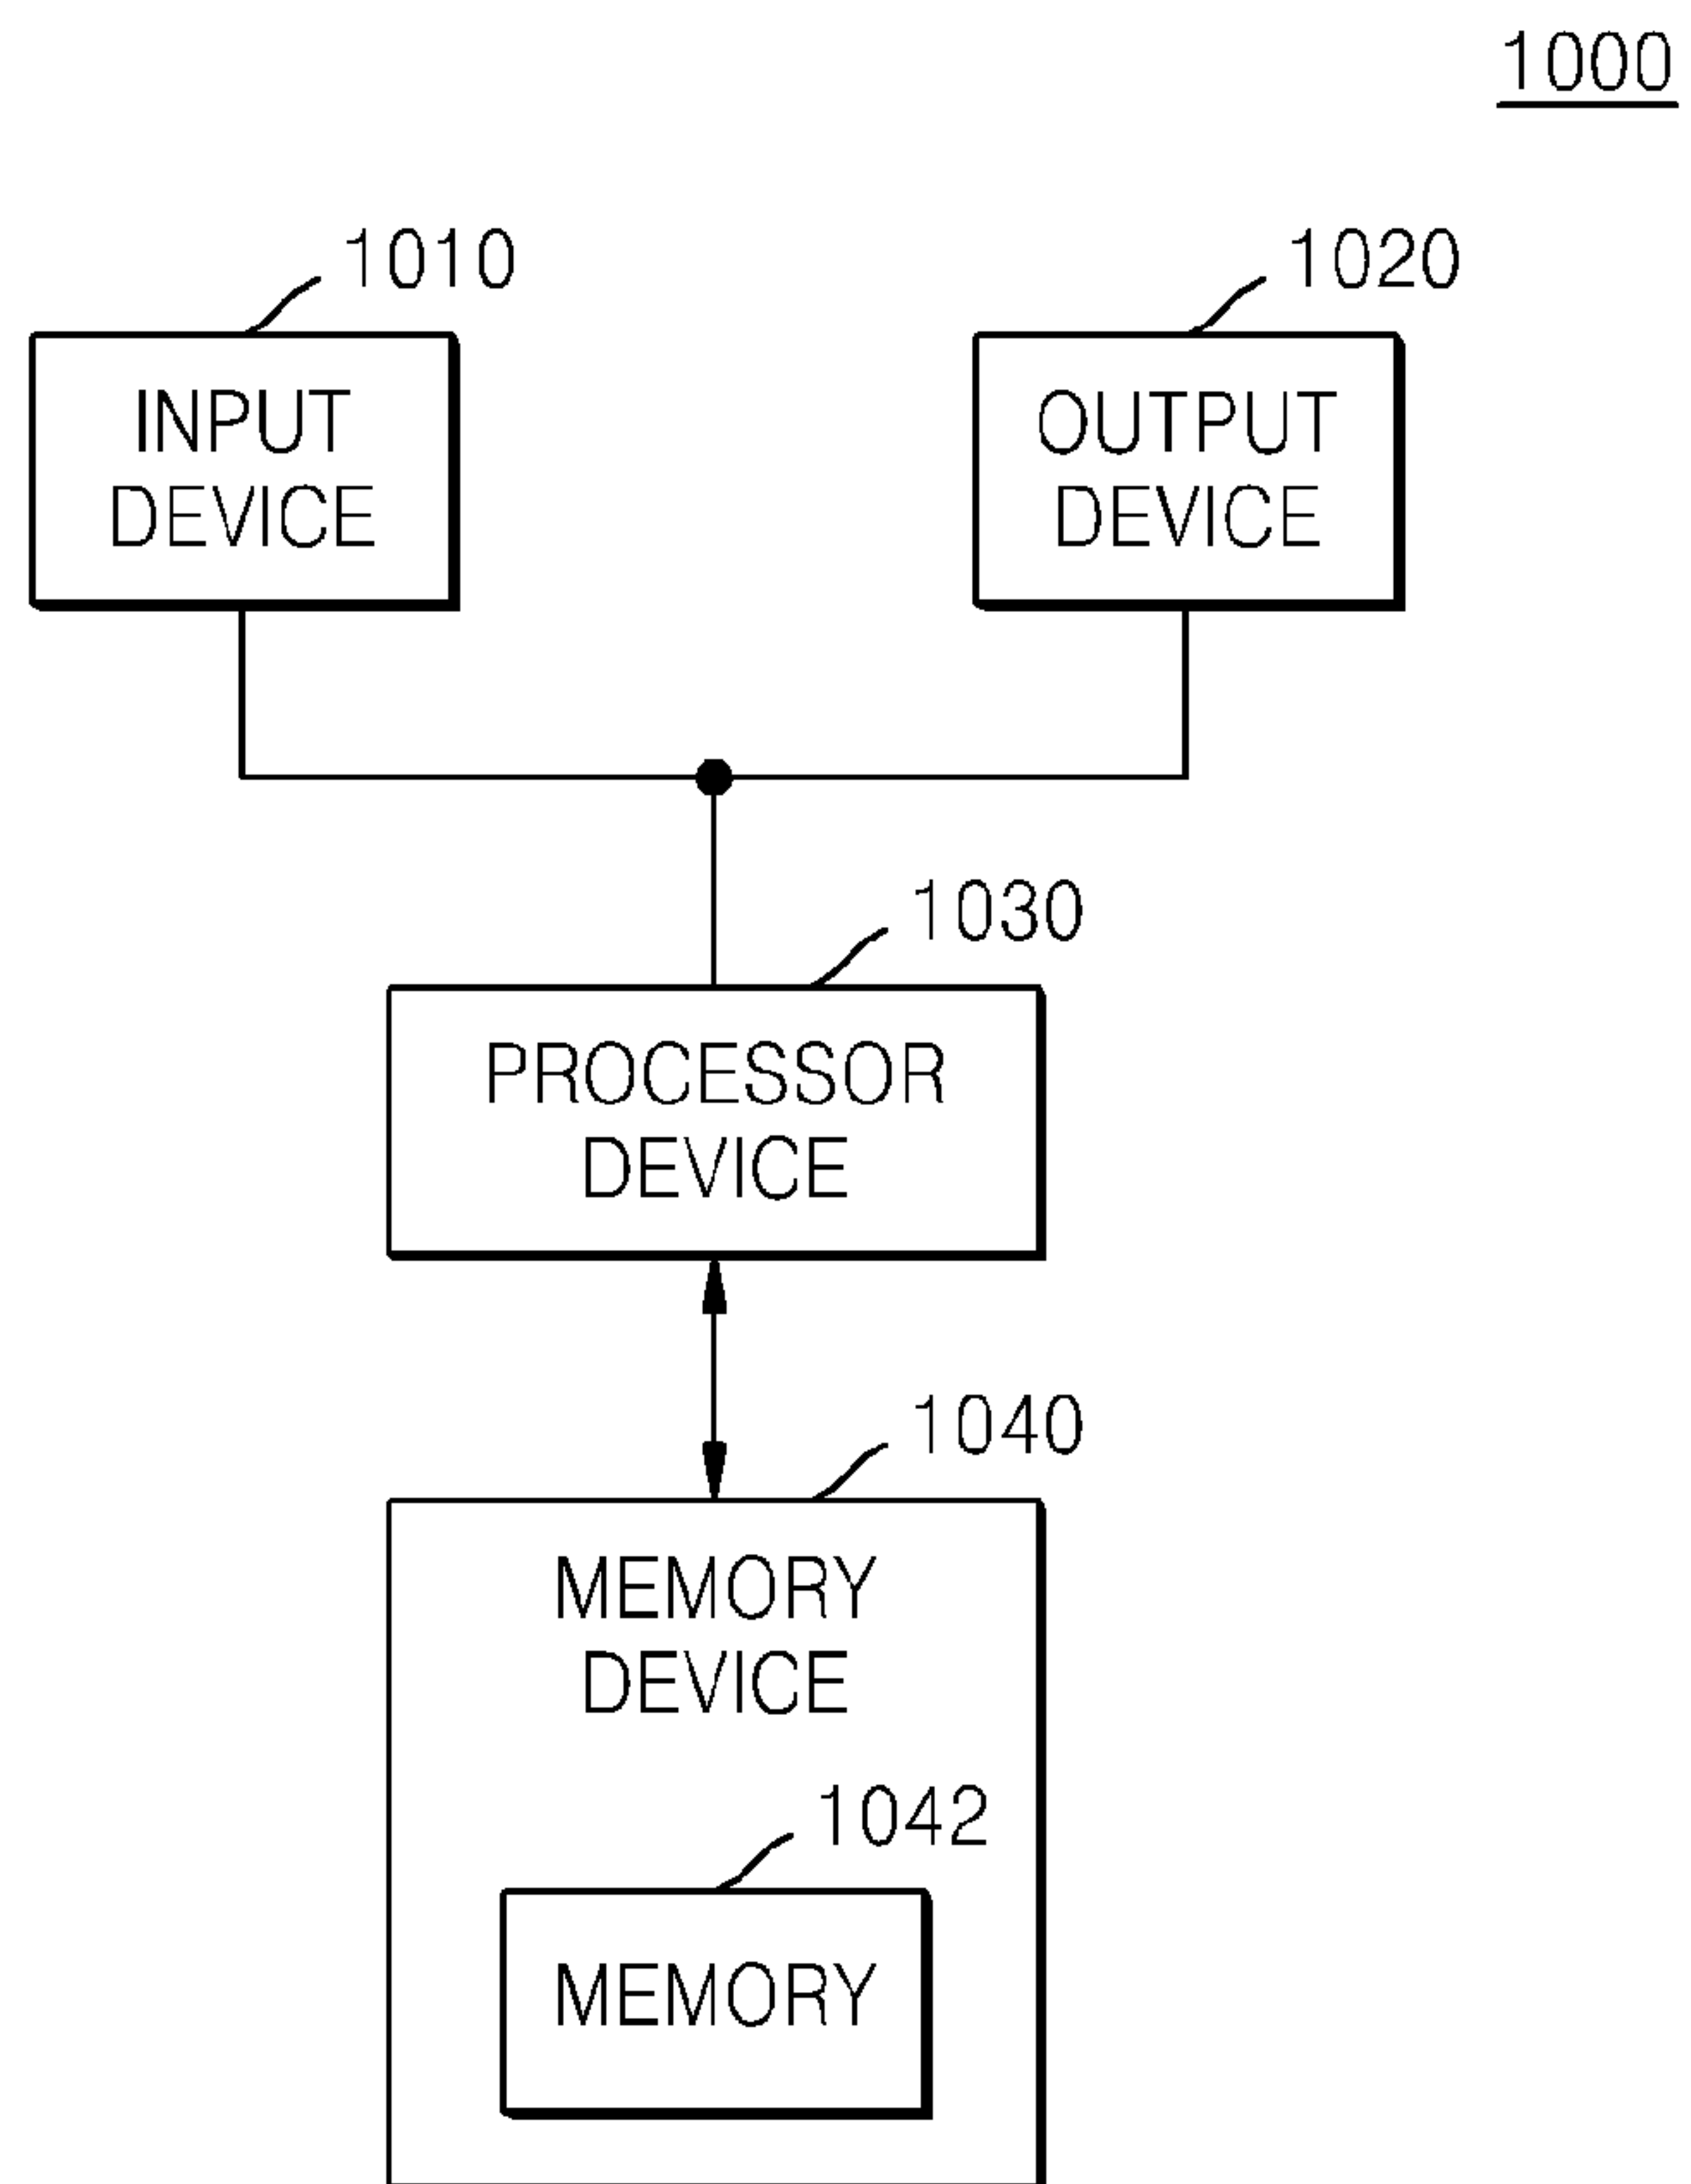 1000
1010
1020
INPUT
DEVICE
OUTPUT
DEVICE
1030
PROCESSOR
DEVICE
1040
MEMORY
DEVICE
1042
MEMORY